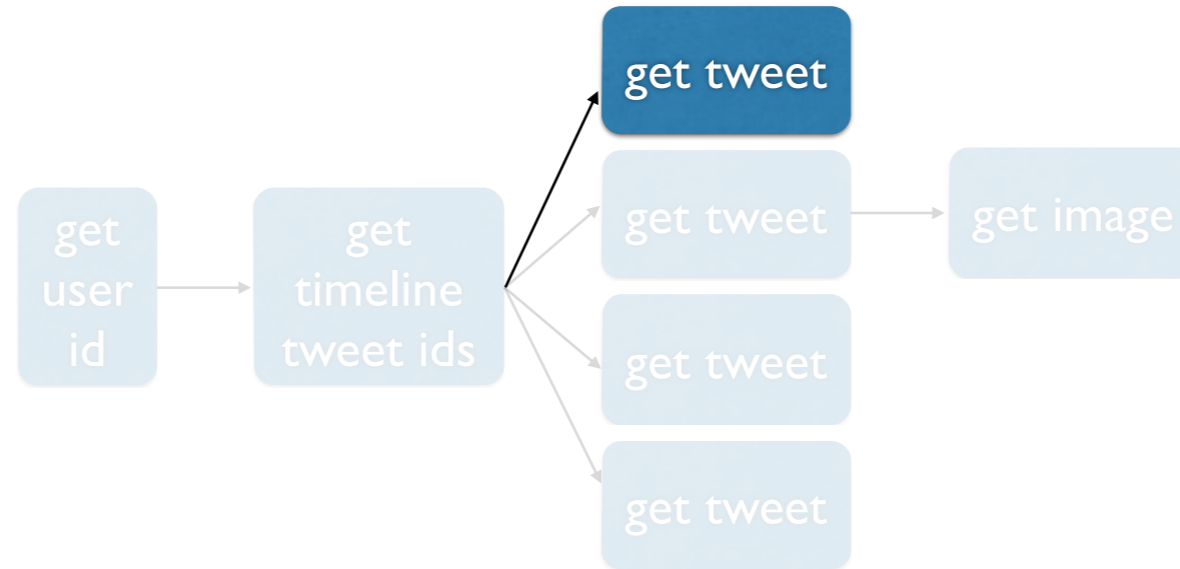 get
user
id
get
timeline
tweet ids
get tweet
get tweet
get tweet
get tweet
get image